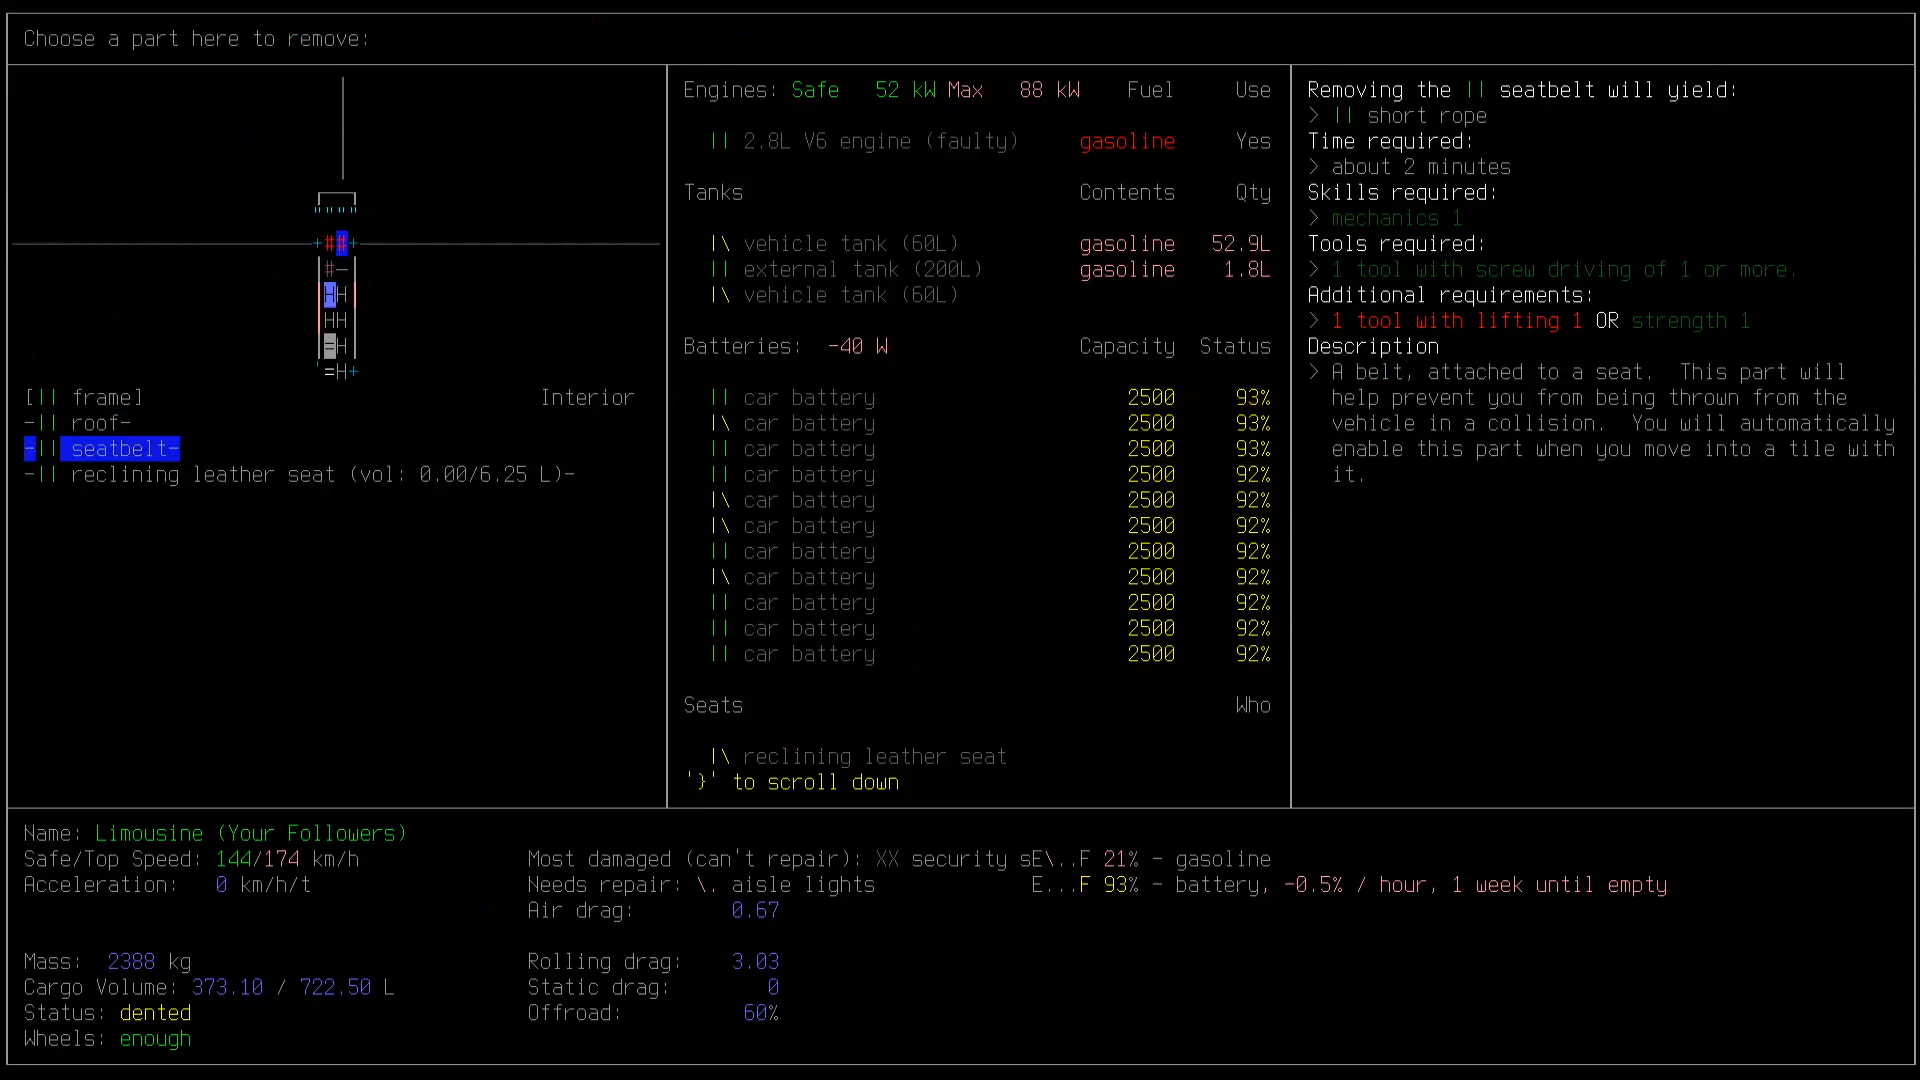 Choose a part here to remove:
[|| frame] Interior
-|| roof-
-|| seatbelt-
-|| reclining leather seat (vol: 0.00/6.25 L)-
Engines: Safe 52 kW Max 88 kW Fuel Use
|| 2.8L V6 engine (faulty) gasoline Yes
Tanks Contents Qty
|\ vehicle tank (60L) gasoline 52.9L
|| external tank (200L) gasoline 1.8L
|\ vehicle tank (60L)
Batteries: -40 W Capacity Status
|| car battery 2500 93%
|\ car battery 2500 93%
|| car battery 2500 93%
|| car battery 2500 92%
|\ car battery 2500 92%
|\ car battery 2500 92%
|| car battery 2500 92%
|\ car battery 2500 92%
|| car battery 2500 92%
|| car battery 2500 92%
|| car battery 2500 92%
Seats Who
|\ reclining leather seat
'}' to scroll down
Removing the || seatbelt will yield:
> || short rope
Time required:
> about 2 minutes
Skills required:
> mechanics 1
Tools required:
> 1 tool with screw driving of 1 or more.
Additional requirements:
> 1 tool with lifting 1 OR strength 1
Description
> A belt, attached to a seat. This part will
help prevent you from being thrown from the
vehicle in a collision. You will automatically
enable this part when you move into a tile with
it.
Name: Limousine (Your Followers)
Safe/Top Speed: 144/174 km/h
Acceleration: 0 km/h/t
Mass: 2388 kg
Cargo Volume: 373.10 / 722.50 L
Status: dented
Wheels: enough
Most damaged (can't repair): XX security sE\..F 21% - gasoline
Needs repair: \. aisle lights E...F 93% - battery, -0.5% / hour, 1 week until empty
Air drag: 0.67
Rolling drag: 3.03
Static drag: 0
Offroad: 60%